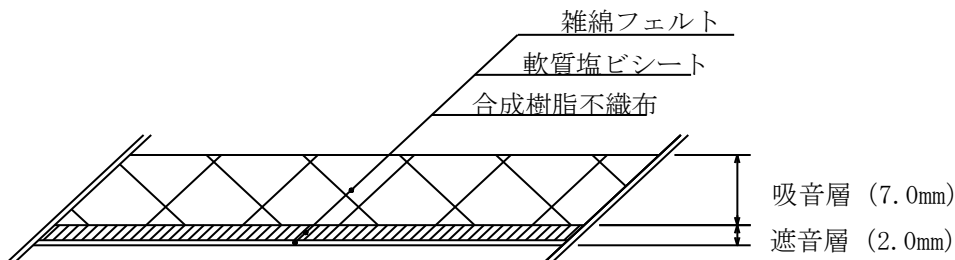 雑綿フェルト
軟質塩ビシート
合成樹脂不織布
吸音層 (7.0mm)
遮音層 (2.0mm)